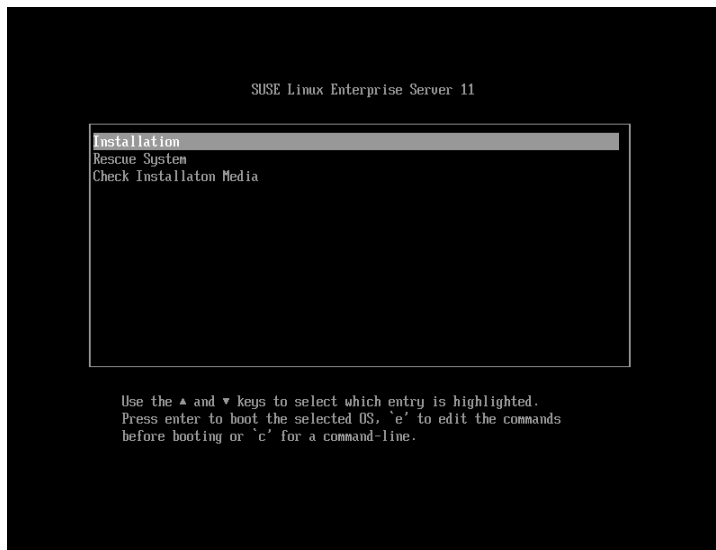 SUSE Linux Enterprise Server 11
Installation
Rescue System
Check Installaton Media
Use the ▲ and ▼ keys to select which entry is highlighted.
Press enter to boot the selected OS, `e' to edit the commands
before booting or `c' for a command-line.